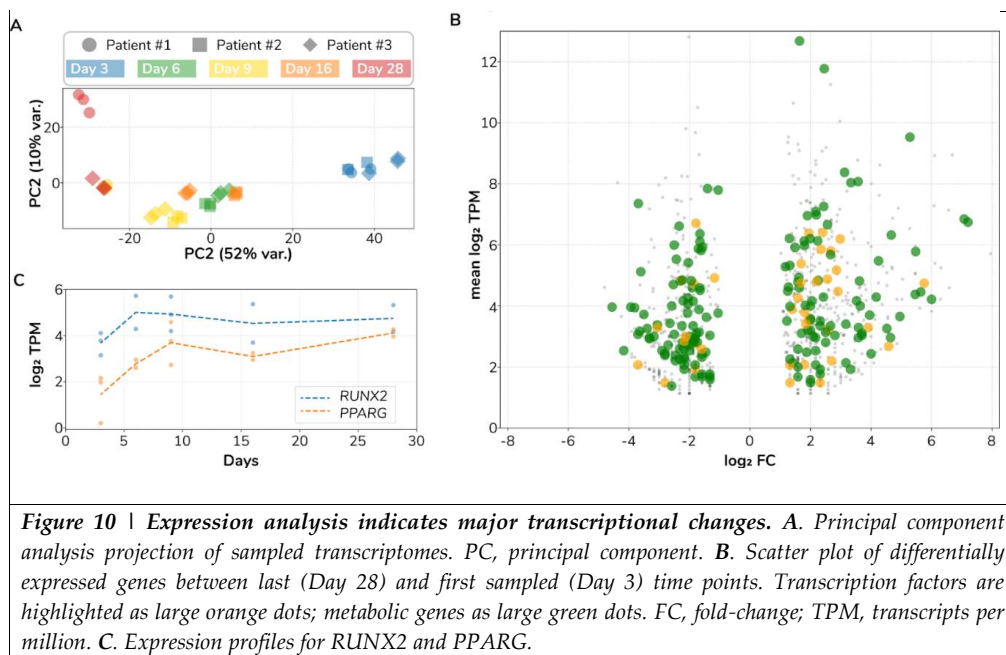 A
Patient #1 Patient #2 Patient #3
Day 3 Day 6 Day 9 Day 16 Day 28
20
0
PC2 (10% var.)
-20 0 20 40
PC2 (52% var.)
B
12
10
8
6
4
2
mean log₂ TPM
-8 -6 -4 -2 0 2 4 6 8
log₂ FC
C
6
4
2
0
log₂ TPM
RUNX2
PPARG
0 5 10 15 20 25 30
Days
Figure 10 | Expression analysis indicates major transcriptional changes. A. Principal component
analysis projection of sampled transcriptomes. PC, principal component. B. Scatter plot of differentially
expressed genes between last (Day 28) and first sampled (Day 3) time points. Transcription factors are
highlighted as large orange dots; metabolic genes as large green dots. FC, fold-change; TPM, transcripts per
million. C. Expression profiles for RUNX2 and PPARG.